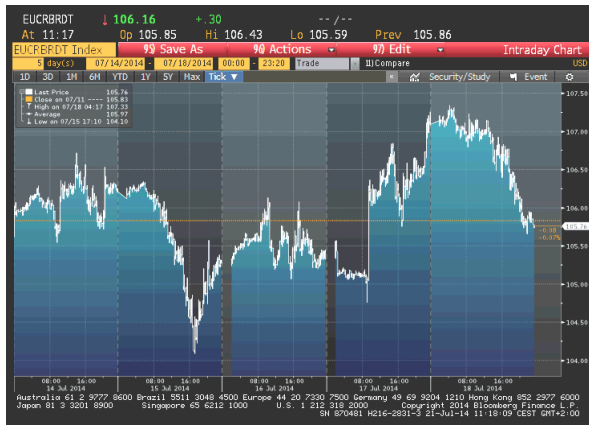 EUCRBRDT ↓ 106.16 +.30 --/--
At 11:17 Op 105.85 Hi 106.43 Lo 105.59 Prev 105.86
EUCRBRDT Index 99) Save As 98) Actions 97) Edit Intraday Chart
5 day(s) 07/14/2014 - 07/18/2014 00:00 - 23:20 Trade 11) Compare USD
1D 3D 1M 6M YTD 1Y 5Y Max Tick ▼ « Security/Study Event
Last Price 105.76
Close on 07/11 ---- 105.83
High on 07/18 04:17 107.33
Average 105.97
Low on 07/15 17:10 104.10
107.50
107.00
106.50
106.00
105.76
-0.08
-0.07%
105.50
105.00
104.50
104.00
08:00 16:00 08:00 16:00 08:00 16:00 08:00 16:00 08:00 16:00
14 Jul 2014 15 Jul 2014 16 Jul 2014 17 Jul 2014 18 Jul 2014
Australia 61 2 9777 8600 Brazil 5511 3048 4500 Europe 44 20 7330 7500 Germany 49 69 9204 1210 Hong Kong 852 2977 6000
Japan 81 3 3201 8900 Singapore 65 6212 1000 U.S. 1 212 318 2000 Copyright 2014 Bloomberg Finance L.P.
SN 870481 H216-2831-3 21-Jul-14 11:18:09 CEST GMT+2:00